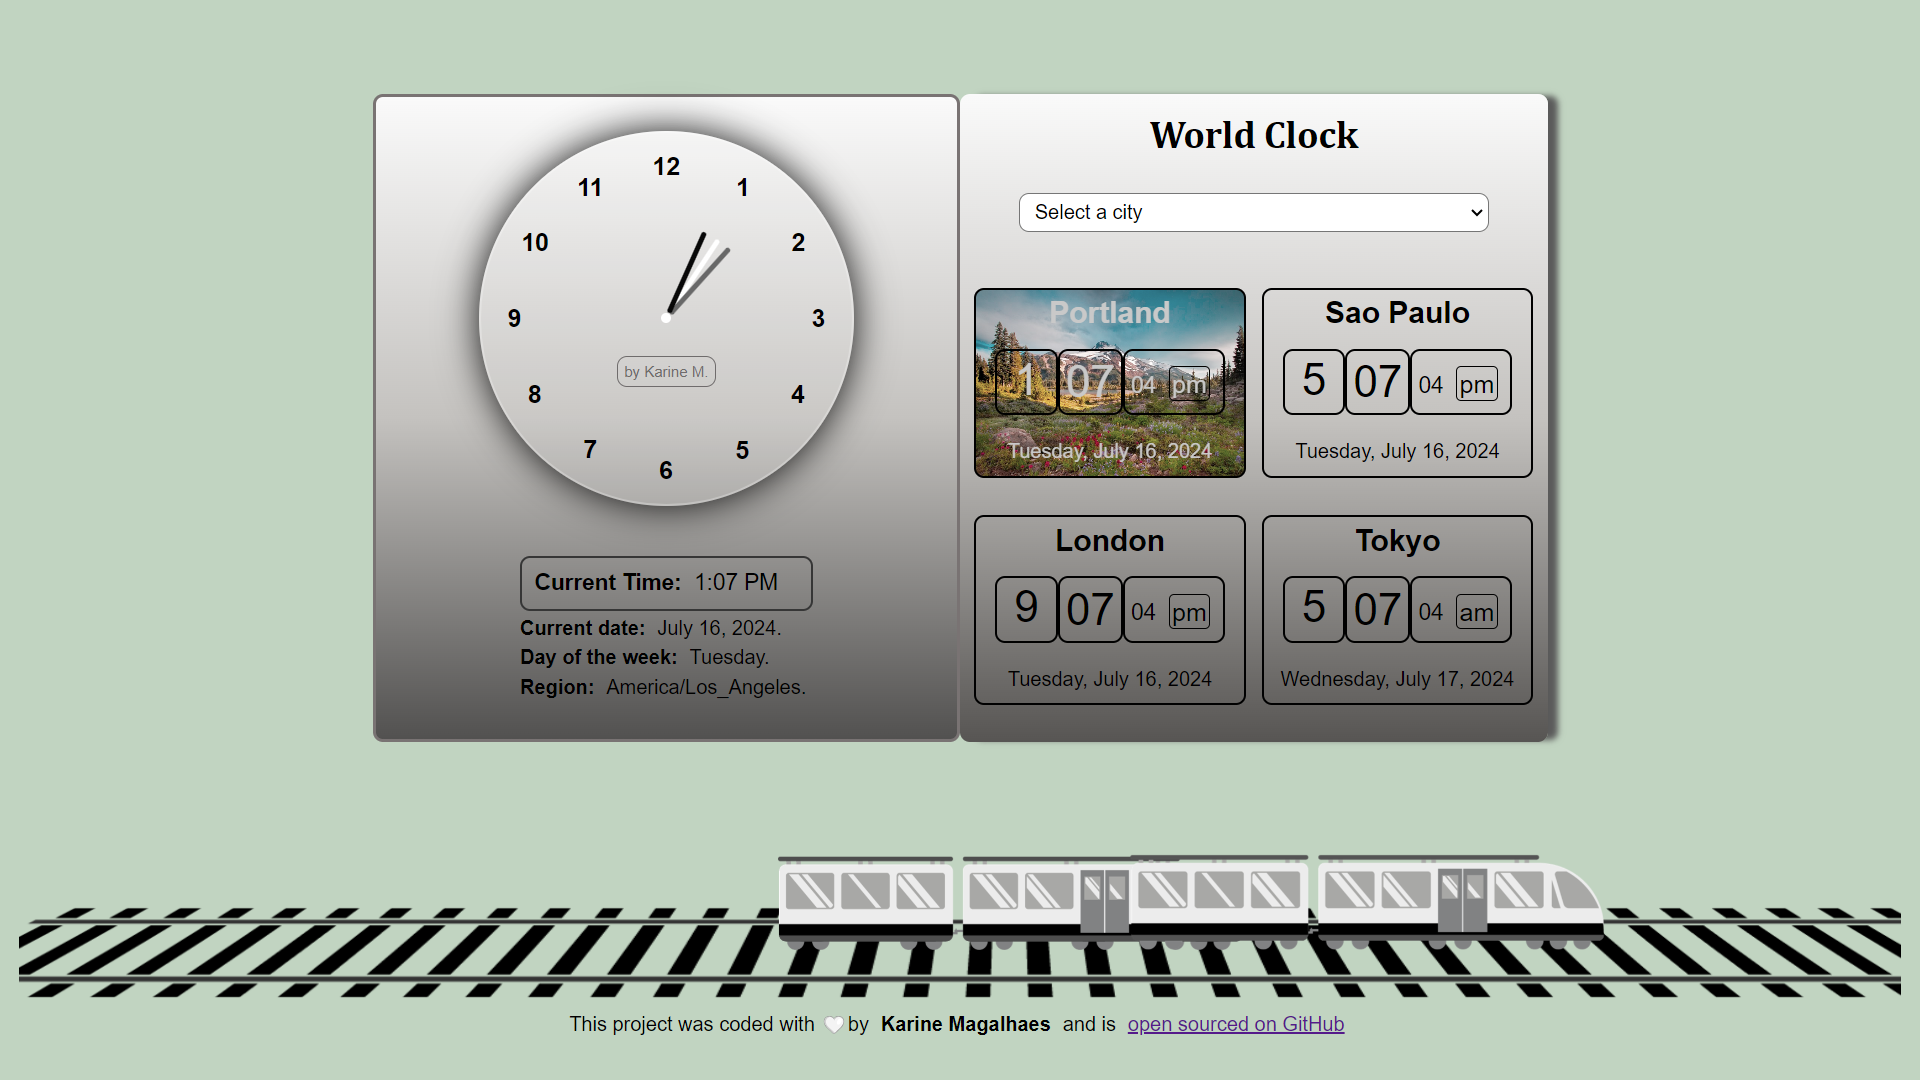 12
11
1
10
2
9
3
by Karine M.
8
4
7
5
6
Current Time: 1:07 PM
Current date: July 16, 2024.
Day of the week: Tuesday.
Region: America/Los_Angeles.
World Clock
Select a city
Portland
1 07 04 pm
Tuesday, July 16, 2024
Sao Paulo
5 07 04 pm
Tuesday, July 16, 2024
London
9 07 04 pm
Tuesday, July 16, 2024
Tokyo
5 07 04 am
Wednesday, July 17, 2024
This project was coded with 🤍 by Karine Magalhaes and is open sourced on GitHub